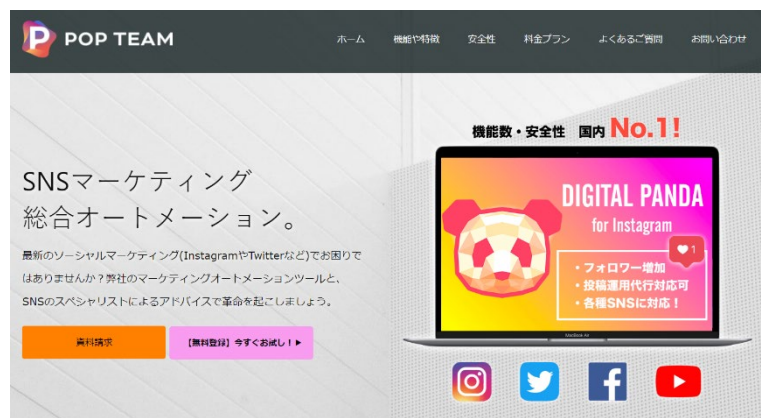 POP TEAM
ホーム 機能や特徴 安全性 料金プラン よくあるご質問 お問い合わせ
機能数・安全性 国内 No.1!
SNSマーケティング
総合オートメーション。
最新のソーシャルマーケティング(InstagramやTwitterなど)でお困りで
はありませんか？弊社のマーケティングオートメーションツールと、
SNSのスペシャリストによるアドバイスで革命を起こしましょう。
資料請求
【無料登録】今すぐお試し！▶
DIGITAL PANDA
for Instagram
1
・フォロワー増加
・投稿運用代行対応可
・各種SNSに対応！
MacBook Air